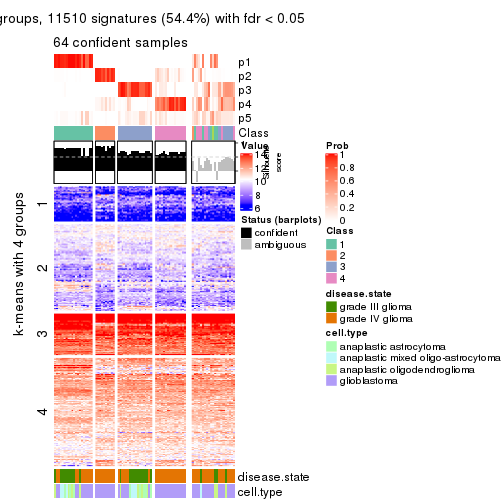 groups, 11510 signatures (54.4%) with fdr < 0.05
64 confident samples
p1
p2
p3
p4
p5
Class
Silhouette score
k-means with 4 groups
1
2
3
4
disease.state
cell.type
Value
14
12
10
8
6
Status (barplots)
confident
ambiguous
Prob
1
0.8
0.6
0.4
0.2
0
Class
1
2
3
4
disease.state
grade III glioma
grade IV glioma
cell.type
anaplastic astrocytoma
anaplastic mixed oligo-astrocytoma
anaplastic oligodendroglioma
glioblastoma